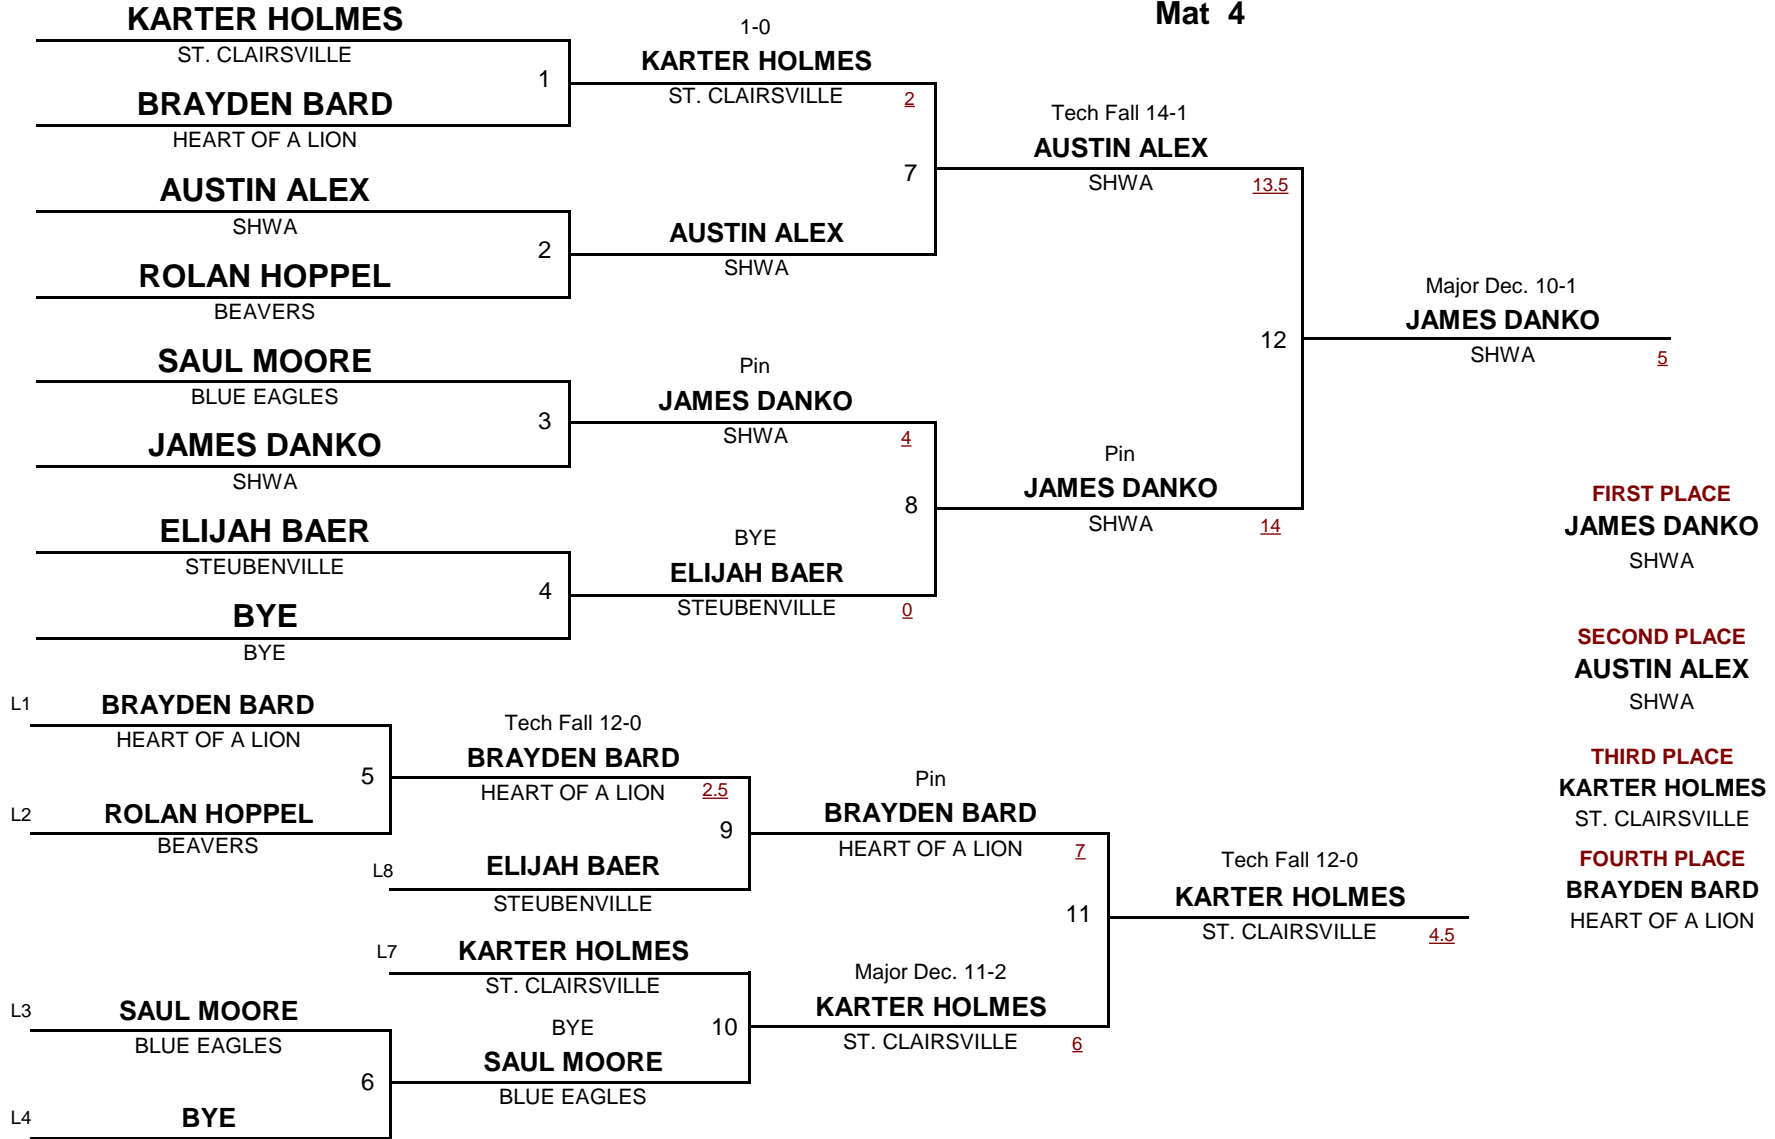 Mat 4
KARTER HOLMES
ST. CLAIRSVILLE
1
BRAYDEN BARD
HEART OF A LION
AUSTIN ALEX
SHWA
2
ROLAN HOPPEL
BEAVERS
SAUL MOORE
BLUE EAGLES
3
JAMES DANKO
SHWA
ELIJAH BAER
STEUBENVILLE
4
BYE
BYE
1-0
KARTER HOLMES
ST. CLAIRSVILLE 2
7
AUSTIN ALEX
SHWA
Pin
JAMES DANKO
SHWA 4
8
BYE
ELIJAH BAER
STEUBENVILLE 0
Tech Fall 14-1
AUSTIN ALEX
SHWA 13.5
12
Pin
JAMES DANKO
SHWA 14
Major Dec. 10-1
JAMES DANKO
SHWA 5
FIRST PLACE
JAMES DANKO
SHWA
SECOND PLACE
AUSTIN ALEX
SHWA
THIRD PLACE
KARTER HOLMES
ST. CLAIRSVILLE
FOURTH PLACE
BRAYDEN BARD
HEART OF A LION
L1 BRAYDEN BARD
HEART OF A LION
5
L2 ROLAN HOPPEL
BEAVERS
L3 SAUL MOORE
BLUE EAGLES
6
L4 BYE
Tech Fall 12-0
BRAYDEN BARD
HEART OF A LION 2.5
9
L8 ELIJAH BAER
STEUBENVILLE
L7 KARTER HOLMES
ST. CLAIRSVILLE
BYE 10
SAUL MOORE
BLUE EAGLES
Pin
BRAYDEN BARD
HEART OF A LION 7
11
Major Dec. 11-2
KARTER HOLMES
ST. CLAIRSVILLE 6
Tech Fall 12-0
KARTER HOLMES
ST. CLAIRSVILLE 4.5